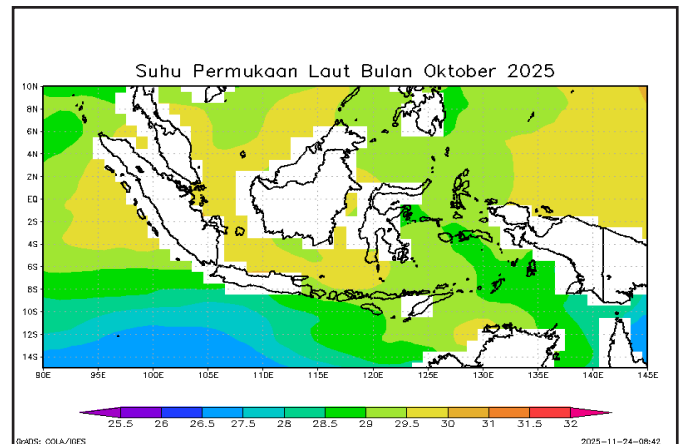 Suhu Permukaan Laut Bulan Oktober 2025
10N
8N
6N
4N
2N
EQ
2S
4S
6S
8S
10S
12S
14S
90E 95E 100E 105E 110E 115E 120E 125E 130E 135E 140E 145E
25.5 26 26.5 27.5 28 28.5 29 29.5 30 31 31.5 32
GrADS: COLA/IGES 2025-11-24-08:42